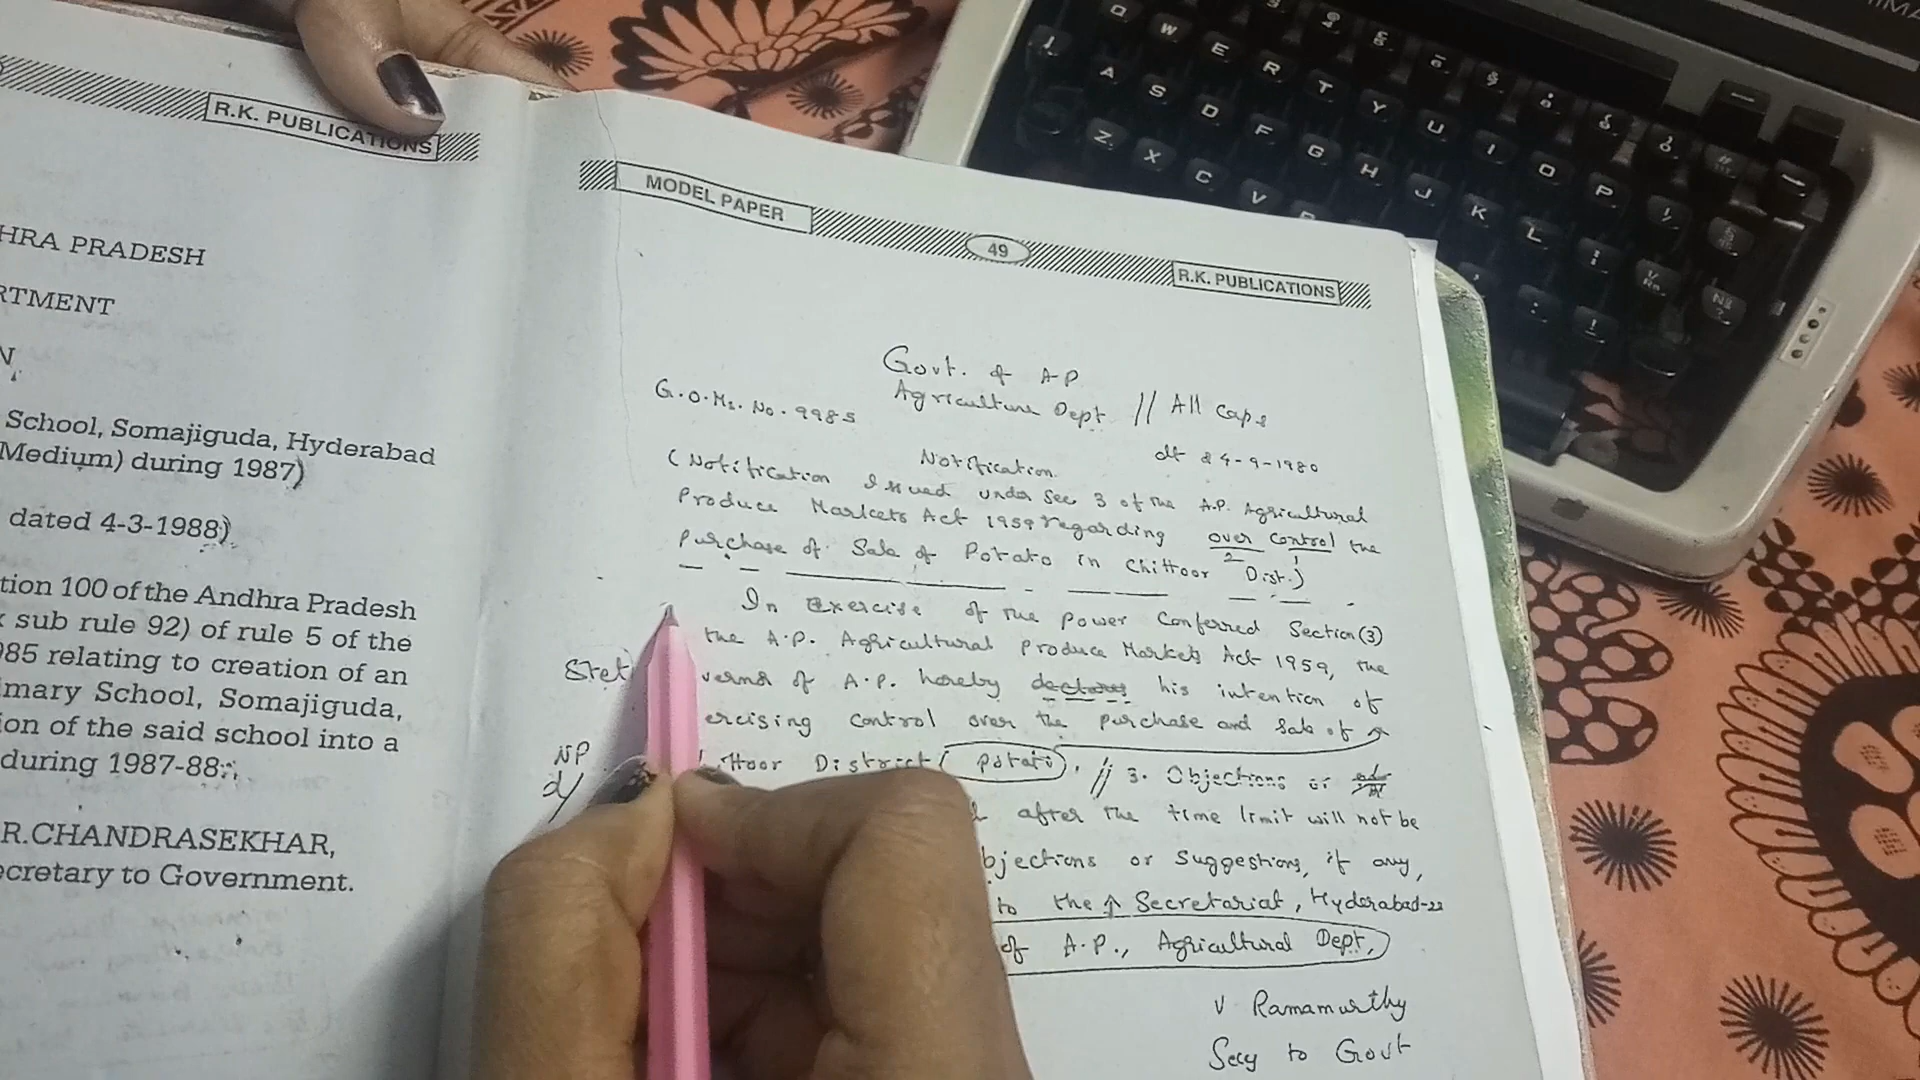 R.K. PUBLICATIONS
HRA PRADESH
RTMENT
N
School, Somajiguda, Hyderabad
Medium) during 1987)
dated 4-3-1988)
tion 100 of the Andhra Pradesh
sub rule 92) of rule 5 of the
985 relating to creation of an
mary School, Somajiguda,
ion of the said school into a
during 1987-88.
R.CHANDRASEKHAR,
ecretary to Government.
MODEL PAPER
49
R.K. PUBLICATIONS
Govt. of A-P
Agriculture Dept // All Caps
G.O.Ms. No. 9985
dt 24-9-1980
Notification
(Notification Issued under Sec 3 of the A.P. Agricultural
Produce Markets Act 1959 regarding over control the
2 1
purchase of Sale of Potato in Chittoor Dist.)
In Exercise of the power Conferred Section (3)
the A.P. Agricultural Produce Markets Act 1959, the
Stet
vernor of A.P. hereby declares his intention of
ercising control over the purchase and Sale of
NP
ittoor District potato, // 3. Objections or
d/
after the time limit will not be
bjections or Suggestions, if any,
to the Secretariat, Hyderabad-22
of A.P., Agricultural Dept,
V Ramamurthy
Secy to Govt
Q W E R T Y U I O P
A S D F G H J K L
Z X C V